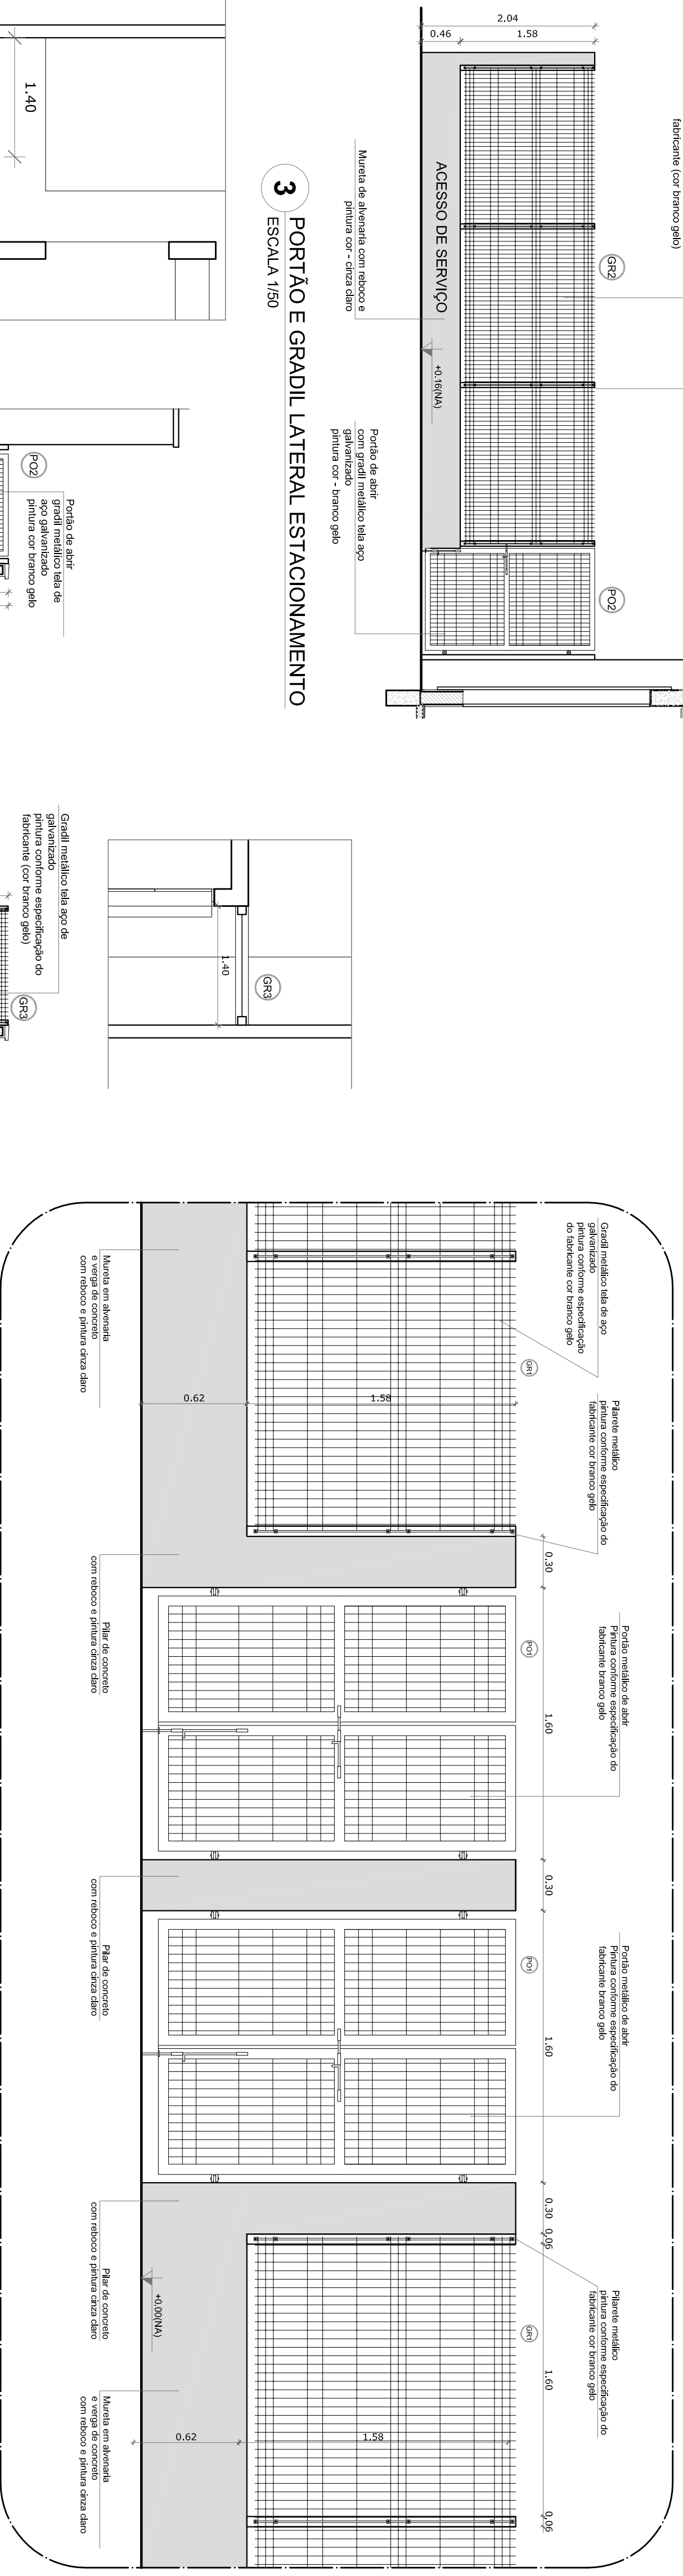 fabricante (cor branco gelo)
2.04
0.46
1.58
GR2
PO2
ACESSO DE SERVIÇO
+0.16(NA)
Mureta de alvenaria com reboco e
pintura cor - cinza claro
Portão de abrir
com gradil metálico tela aço
galvanizado
pintura cor - branco gelo
3
PORTÃO E GRADIL LATERAL ESTACIONAMENTO
ESCALA 1/50
1.40
PO2
Portão de abrir
gradil metálico tela de
aço galvanizado
pintura cor branco gelo
Gradil metálico tela aço de
galvanizado
pintura conforme especificação do
fabricante (cor branco gelo)
GR3
1.40
GR3
Gradil metálico tela de aço
galvanizado
pintura conforme especificação
do fabricante cor branco gelo
Pilarete metálico
pintura conforme especificação do
fabricante cor branco gelo
Portão metálico de abrir
Pintura conforme especificação do
fabricante branco gelo
Portão metálico de abrir
Pintura conforme especificação do
fabricante branco gelo
Pilarete metálico
pintura conforme especificação do
fabricante cor branco gelo
GR1
PO1
PO1
GR1
0.30
1.60
0.30
1.60
0.30
0.06
1.60
0.06
0.62
1.58
0.62
1.58
+0.00(NA)
Mureta em alvenaria
e verga de concreto
com reboco e pintura cinza claro
Pilar de concreto
com reboco e pintura cinza claro
Pilar de concreto
com reboco e pintura cinza claro
Pilar de concreto
com reboco e pintura cinza claro
Mureta em alvenaria
e verga de concreto
com reboco e pintura cinza claro